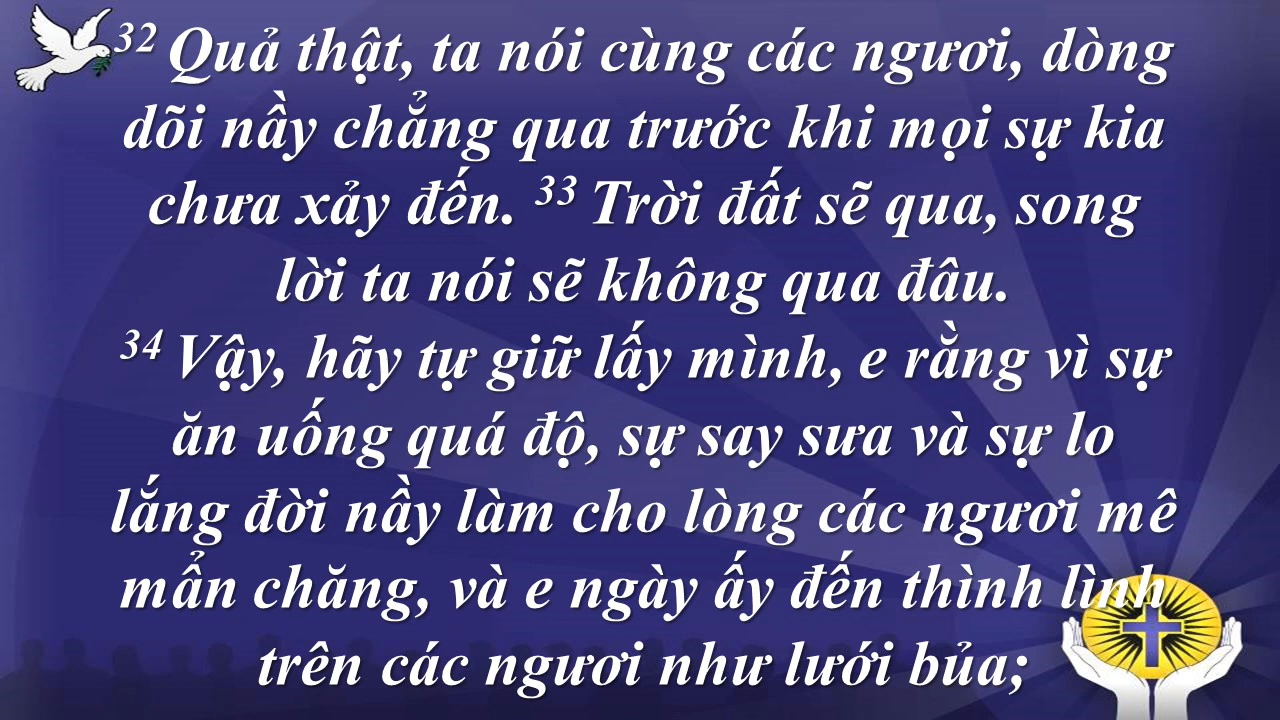 32 Quả thật, ta nói cùng các ngươi, dòng
dõi nầy chẳng qua trước khi mọi sự kia
chưa xảy đến. 33 Trời đất sẽ qua, song
lời ta nói sẽ không qua đâu.
34 Vậy, hãy tự giữ lấy mình, e rằng vì sự
ăn uống quá độ, sự say sưa và sự lo
lắng đời nầy làm cho lòng các ngươi mê
mẩn chăng, và e ngày ấy đến thình lình
trên các ngươi như lưới bủa;